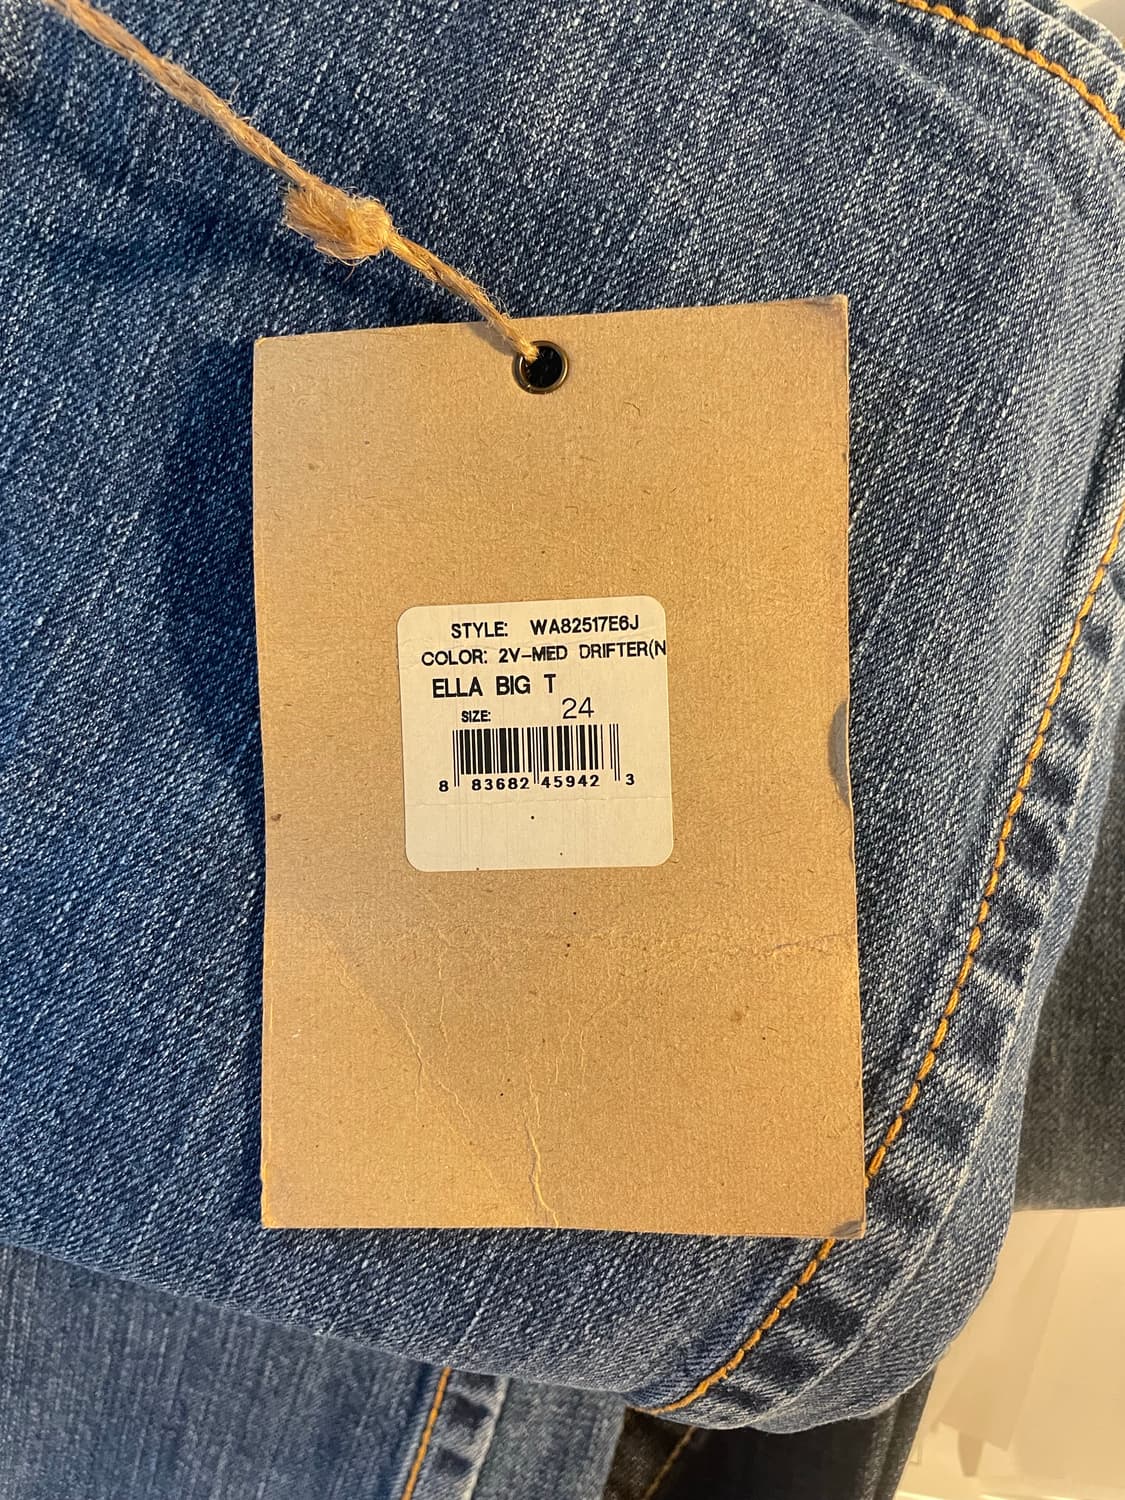 STYLE: WA82517E6J
COLOR: 2V-MED DRIFTER(N
ELLA BIG T
SIZE: 24
8 83682 45942 3